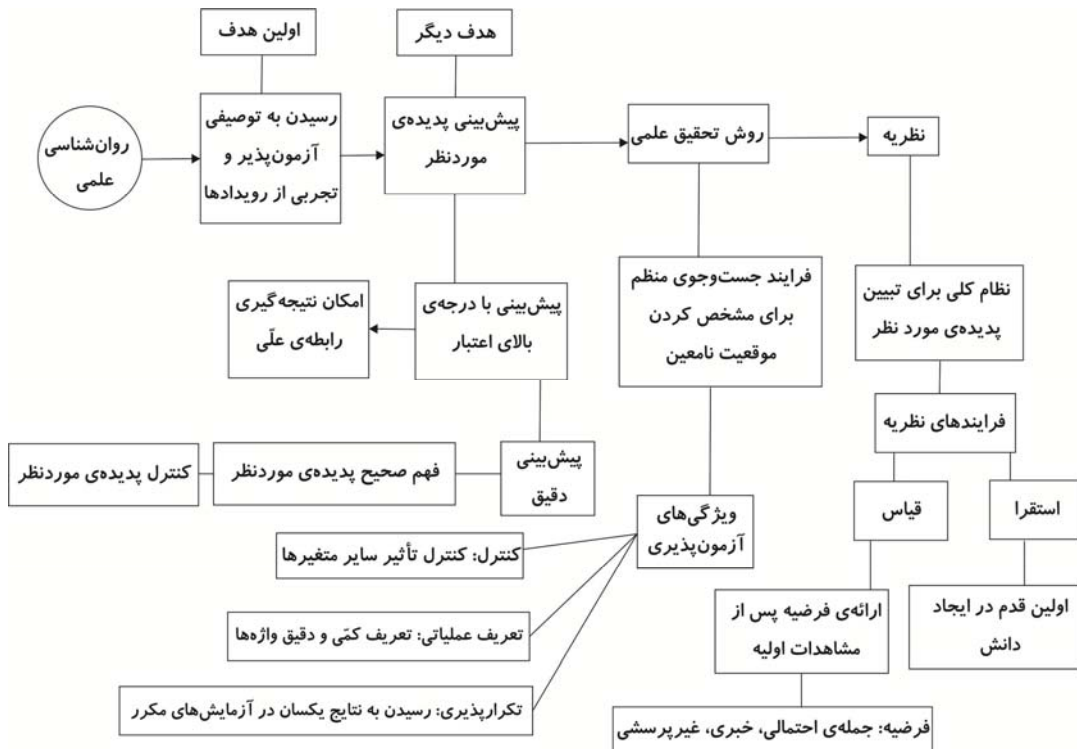 اولین هدف
هدف دیگر
روان‌شناسی
علمی
رسیدن به توصیفی
آزمون‌پذیر و
تجربی از رویدادها
پیش‌بینی پدیده‌ی
موردنظر
روش تحقیق علمی
نظریه
امکان نتیجه‌گیری
رابطه‌ی علّی
پیش‌بینی با درجه‌ی
بالای اعتبار
فرایند جست‌وجوی منظم
برای مشخص کردن
موقعیت نامعین
نظام کلی برای تبیین
پدیده‌ی مورد نظر
فرایندهای نظریه
پیش‌بینی
دقیق
فهم صحیح پدیده‌ی موردنظر
کنترل پدیده‌ی موردنظر
ویژگی‌های
آزمون‌پذیری
قیاس
استقرا
کنترل: کنترل تأثیر سایر متغیرها
تعریف عملیاتی: تعریف کمّی و دقیق واژه‌ها
تکرارپذیری: رسیدن به نتایج یکسان در آزمایش‌های مکرر
ارائه‌ی فرضیه پس از
مشاهدات اولیه
اولین قدم در ایجاد
دانش
فرضیه: جمله‌ی احتمالی، خبری، غیرپرسشی